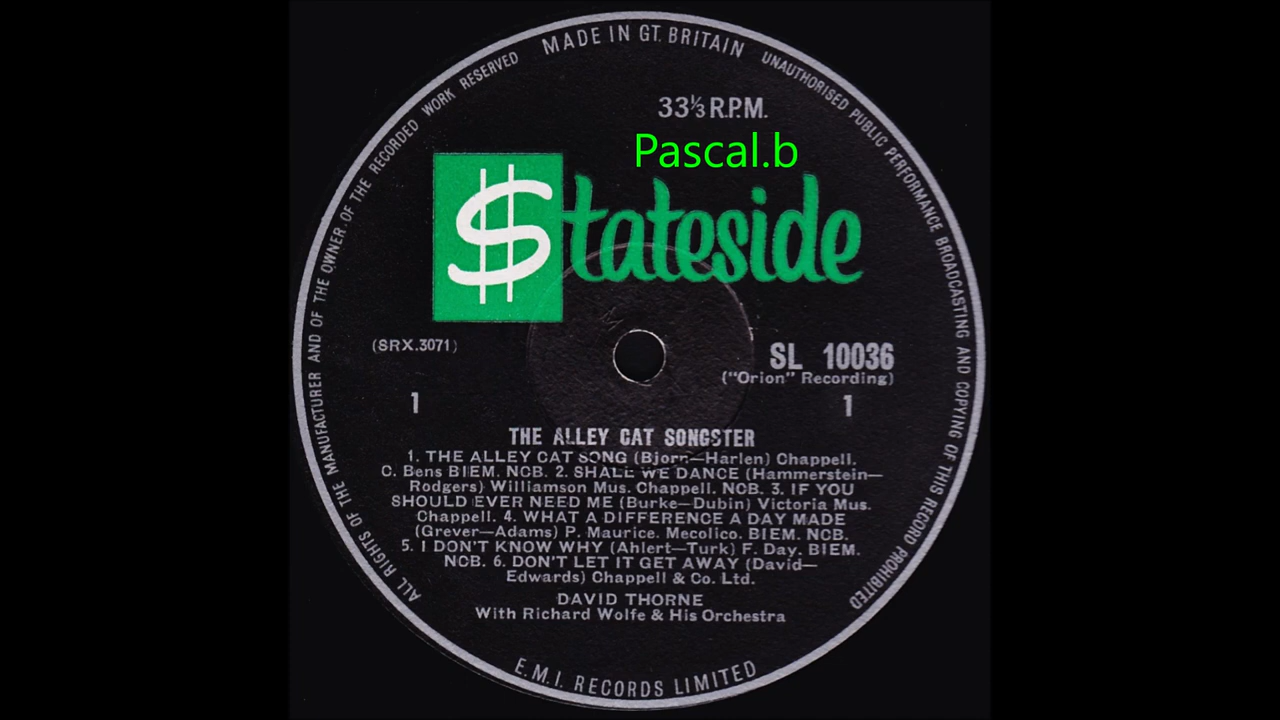 MADE IN GT. BRITAIN
UNAUTHORISED PUBLIC PERFORMANCE BROADCASTING AND COPYING OF THIS RECORD PROHIBITED
E.M.I. RECORDS LIMITED
ALL RIGHTS OF THE MANUFACTURER AND OF THE OWNER OF THE RECORDED WORK RESERVED
33⅓ R.P.M.
Pascal.b
$tateside
(SRX.3071)
SL 10036
("Orion" Recording)
1
1
THE ALLEY CAT SONGSTER
1. THE ALLEY CAT SONG (Bjorn—Harlen) Chappell.
C. Bens BIEM. NCB. 2. SHALL WE DANCE (Hammerstein—
Rodgers) Williamson Mus. Chappell. NCB. 3. IF YOU
SHOULD EVER NEED ME (Burke—Dubin) Victoria Mus.
Chappell. 4. WHAT A DIFFERENCE A DAY MADE
(Grever—Adams) P. Maurice. Mecolico. BIEM. NCB.
5. I DON'T KNOW WHY (Ahlert—Turk) F. Day. BIEM.
NCB. 6. DON'T LET IT GET AWAY (David—
Edwards) Chappell & Co. Ltd.
DAVID THORNE
With Richard Wolfe & His Orchestra